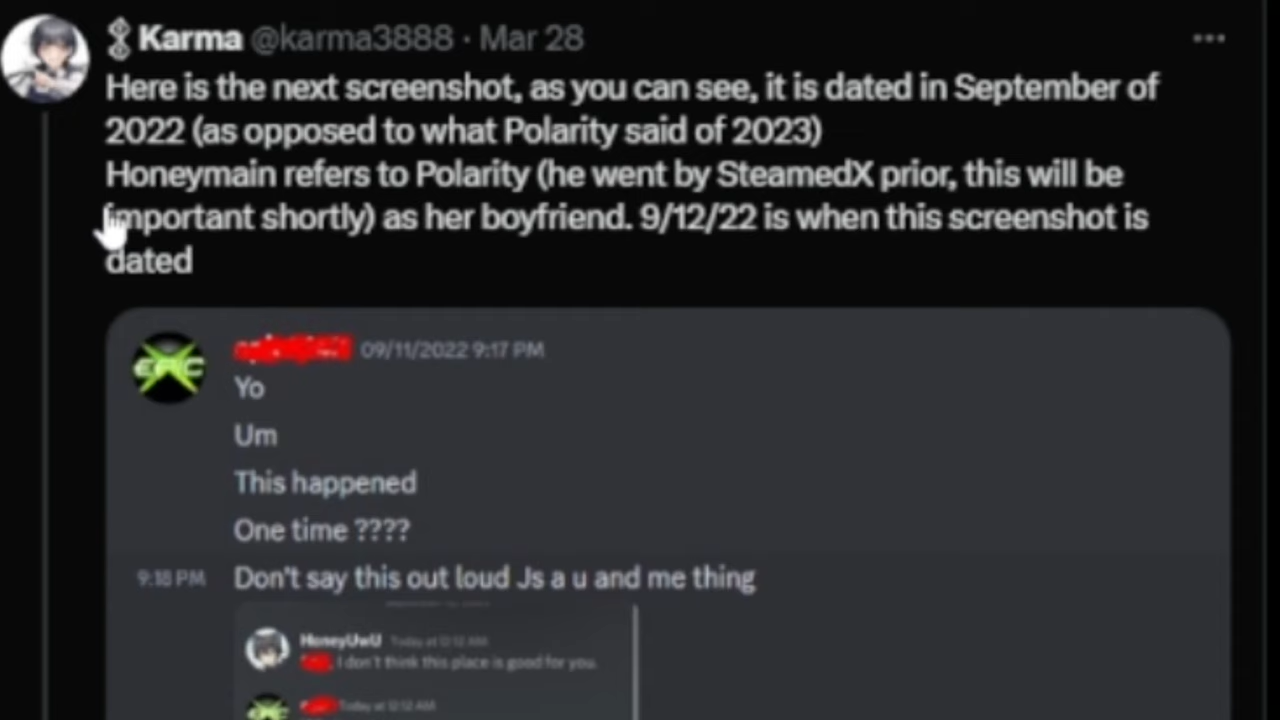 Karma @karma3888 · Mar 28
Here is the next screenshot, as you can see, it is dated in September of
2022 (as opposed to what Polarity said of 2023)
Honeymain refers to Polarity (he went by SteamedX prior, this will be
important shortly) as her boyfriend. 9/12/22 is when this screenshot is
dated
EPIC
09/11/2022 9:17 PM
Yo
Um
This happened
One time ????
9:18 PM Don't say this out loud Js a u and me thing
HoneyUwU Today at 12:12 AM
I don't think this place is good for you.
Today at 12:12 AM